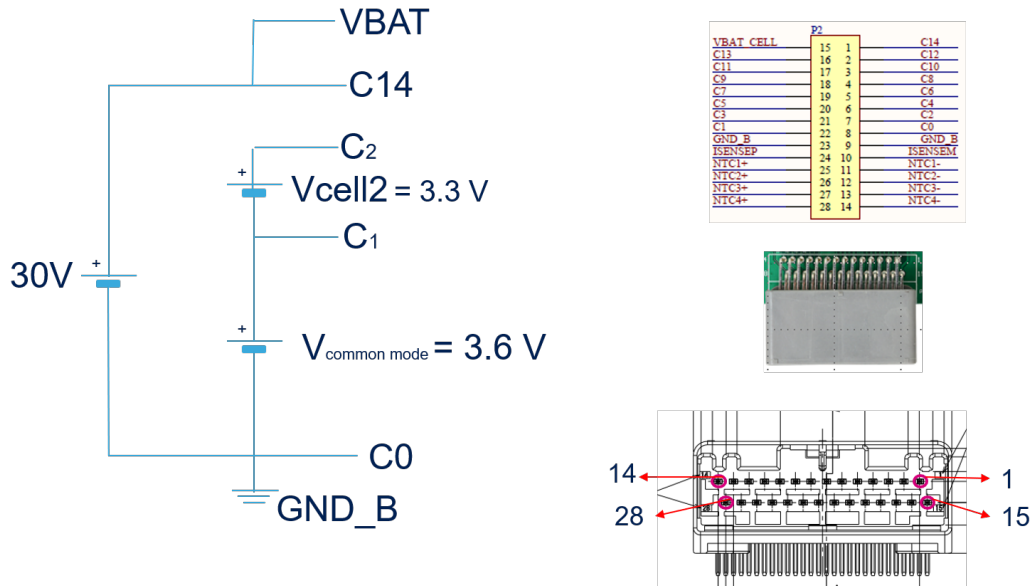 VBAT
C14
C2
Vcell2 = 3.3 V
C1
30V
Vcommon mode = 3.6 V
C0
GND_B
P2
VBAT_CELL 15 1 C14
C13 16 2 C12
C11 17 3 C10
C9 18 4 C8
C7 19 5 C6
C5 20 6 C4
C3 21 7 C2
C1 22 8 C0
GND_B 23 9 GND_B
ISENSEP 24 10 ISENSEM
NTC1+ 25 11 NTC1-
NTC2+ 26 12 NTC2-
NTC3+ 27 13 NTC3-
NTC4+ 28 14 NTC4-
14
1
28
15
14
28
15
+
+
+